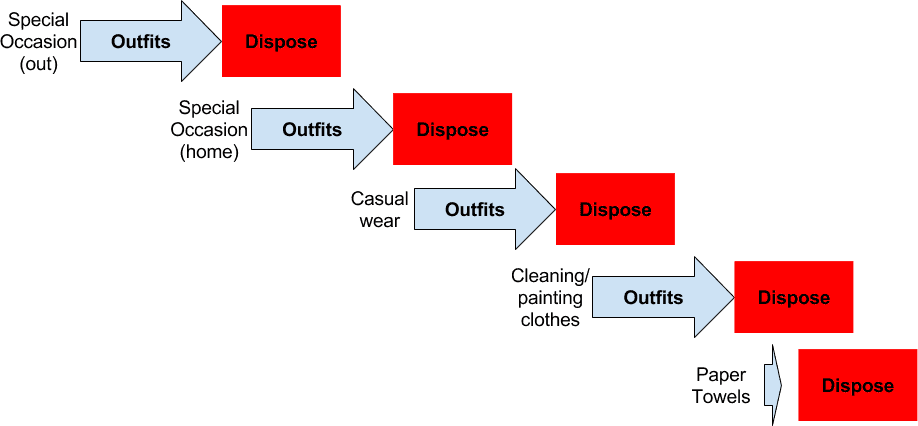 Special
Occasion
(out)
Outfits
Dispose
Special
Occasion
(home)
Outfits
Dispose
Casual
wear
Outfits
Dispose
Cleaning/
painting
clothes
Outfits
Dispose
Paper
Towels
Dispose